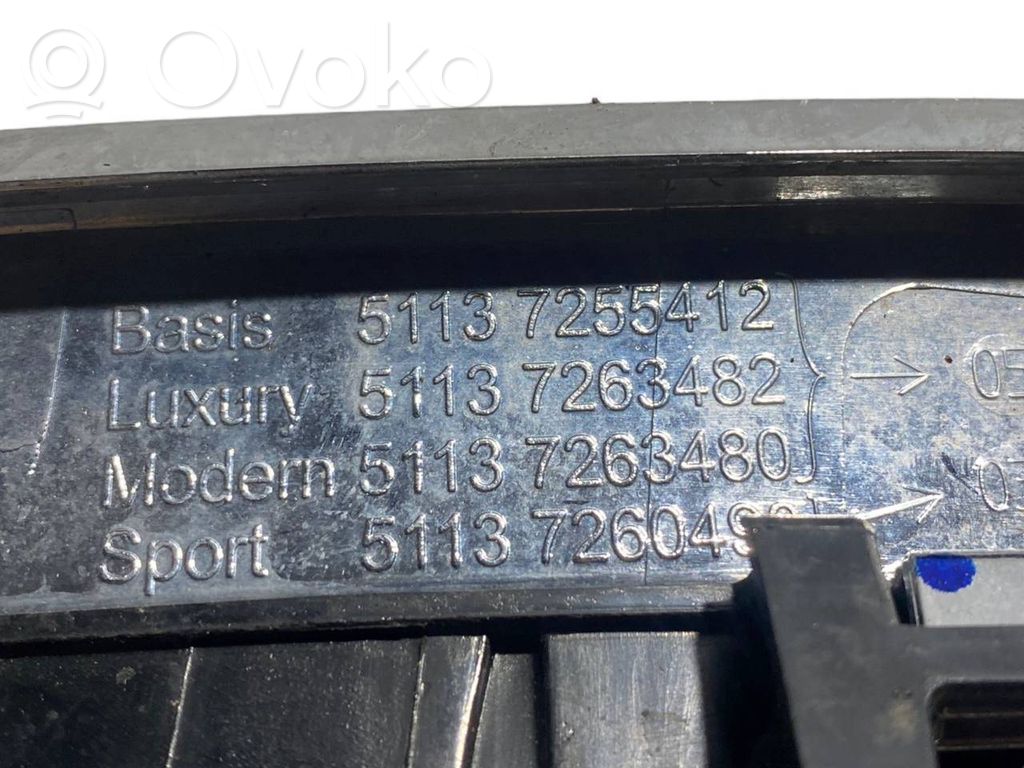 Ovoko
Basis 5113 7255412
Luxury 5113 7263482
Modern 5113 7263480
Sport 5113